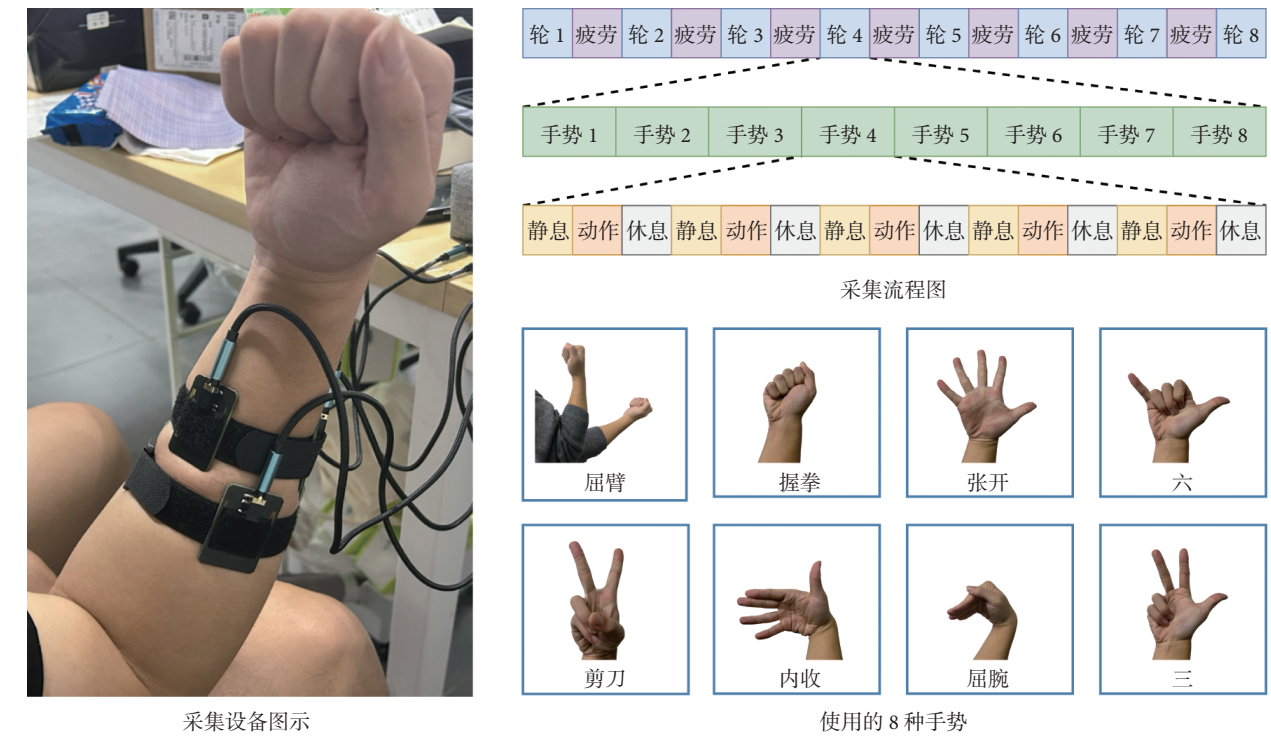 轮 1 疲劳 轮 2 疲劳 轮 3 疲劳 轮 4 疲劳 轮 5 疲劳 轮 6 疲劳 轮 7 疲劳 轮 8
手势 1 手势 2 手势 3 手势 4 手势 5 手势 6 手势 7 手势 8
静息 动作 休息 静息 动作 休息 静息 动作 休息 静息 动作 休息 静息 动作 休息
采集流程图
屈臂 握拳 张开 六
剪刀 内收 屈腕 三
采集设备图示 使用的 8 种手势